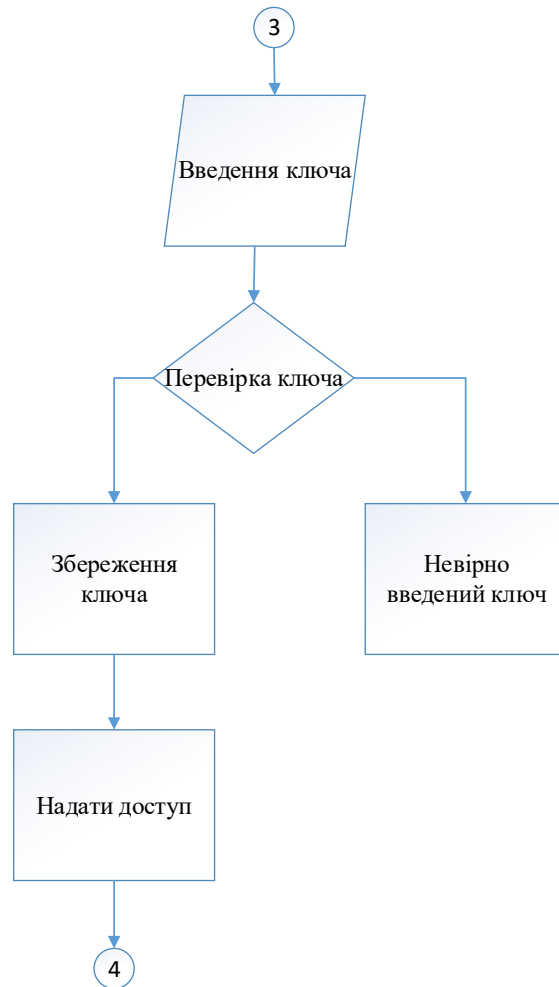 3
Введення ключа
Перевірка ключа
Збереження
ключа
Невірно
введений ключ
Надати доступ
4